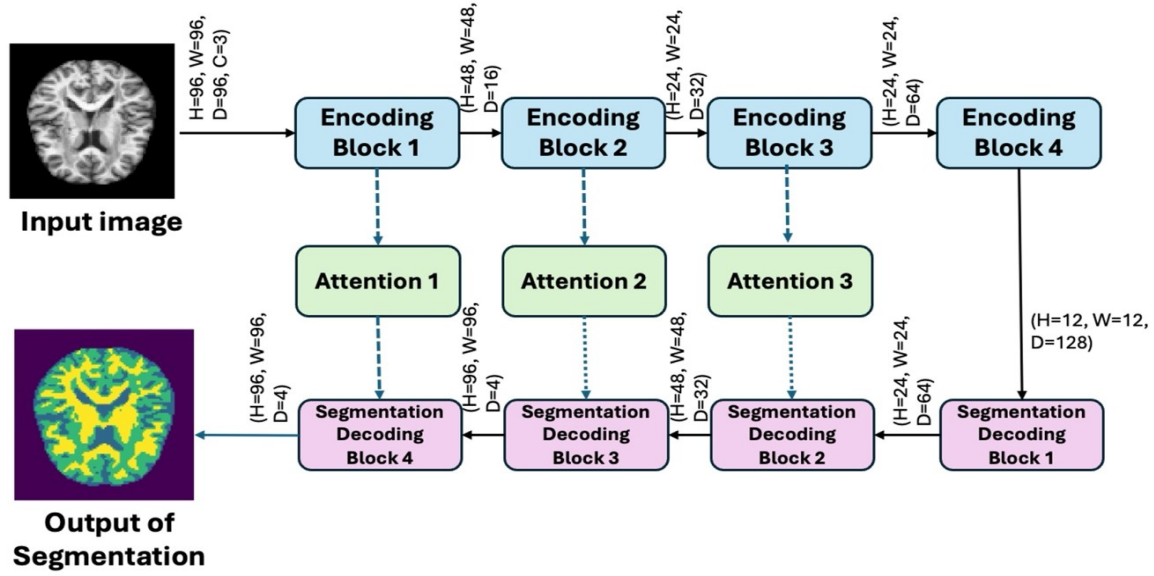 H=96, W=96,
D=96, C=3)
(H=48, W=48,
D=16)
(H=24, W=24,
D=32)
(H=24, W=24,
D=64)
Encoding
Block 1
Encoding
Block 2
Encoding
Block 3
Encoding
Block 4
Input image
Attention 1
Attention 2
Attention 3
(H=12, W=12,
D=128)
(H=96, W=96,
D=4)
(H=96, W=96,
D=4)
(H=48, W=48,
D=32)
(H=24, W=24,
D=64)
Segmentation
Decoding
Block 4
Segmentation
Decoding
Block 3
Segmentation
Decoding
Block 2
Segmentation
Decoding
Block 1
Output of
Segmentation